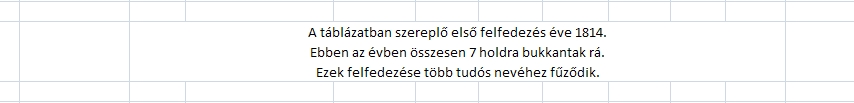 A táblázatban szereplő első felfedezés éve 1814.
Ebben az évben összesen 7 holdra bukkantak rá.
Ezek felfedezése több tudós nevéhez fűződik.